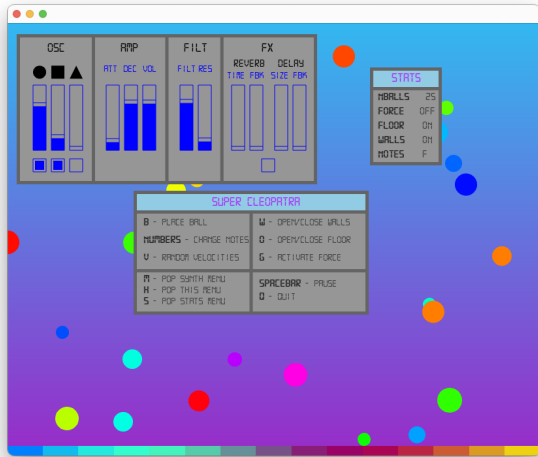 OSC AMP FILT FX
REVERB DELAY
ATT DEC VOL FILT RES TIME FBK SIZE FBK
STATS
NBALLS 25
FORCE OFF
FLOOR ON
WALLS ON
NOTES F
SUPER CLEOPATRA
B - PLACE BALL
NUMBERS - CHANGE NOTES
V - RANDOM VELOCITIES
W - OPEN/CLOSE WALLS
O - OPEN/CLOSE FLOOR
G - ACTIVATE FORCE
M - POP SYNTH MENU
H - POP THIS MENU
S - POP STATS MENU
SPACEBAR - PAUSE
Q - QUIT